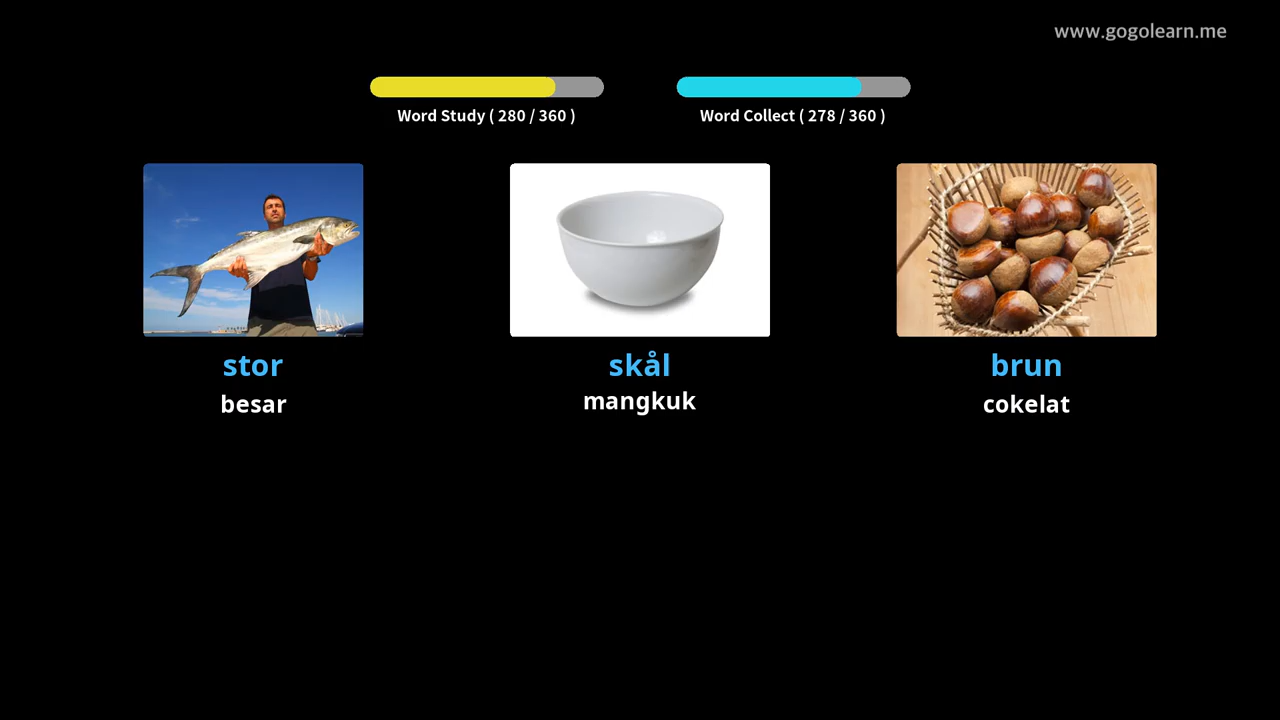 www.gogolearn.me
Word Study ( 280 / 360 )
Word Collect ( 278 / 360 )
stor
besar
skål
mangkuk
brun
cokelat